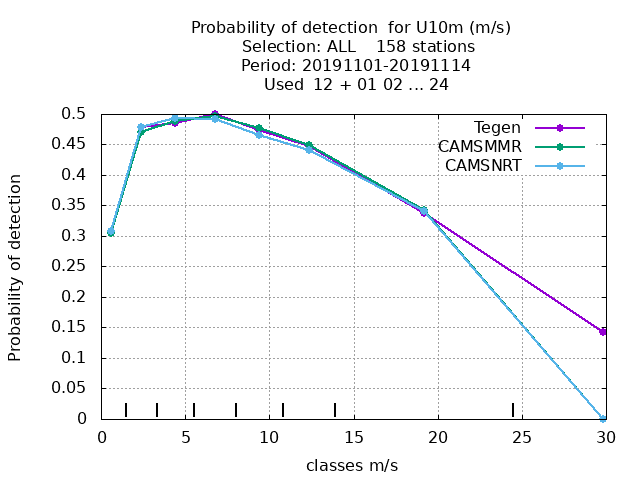 Probability of detection  for U10m (m/s)
Selection: ALL    158 stations
Period: 20191101-20191114
Used  12 + 01 02 ... 24
Probability of detection
0.5
0.45
0.4
0.35
0.3
0.25
0.2
0.15
0.1
0.05
0
Tegen
CAMSMMR
CAMSNRT
0 5 10 15 20 25 30
classes m/s